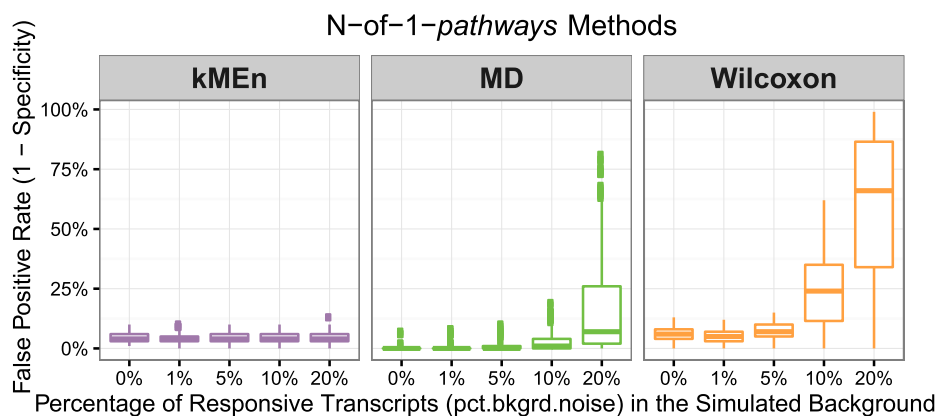 N−of−1−pathways Methods
kMEn MD Wilcoxon
False Positive Rate (1 − Specificity)
100%
75%
50%
25%
0%
0% 1% 5% 10% 20% 0% 1% 5% 10% 20% 0% 1% 5% 10% 20%
Percentage of Responsive Transcripts (pct.bkgrd.noise) in the Simulated Background